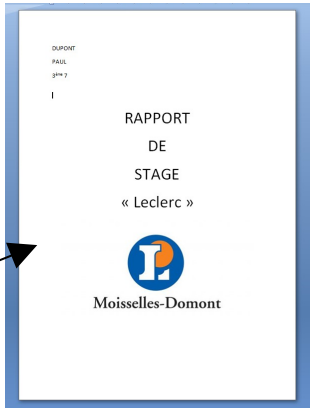 DUPONT
PAUL
3ème 7
RAPPORT
DE
STAGE
« Leclerc »
L
Moisselles-Domont